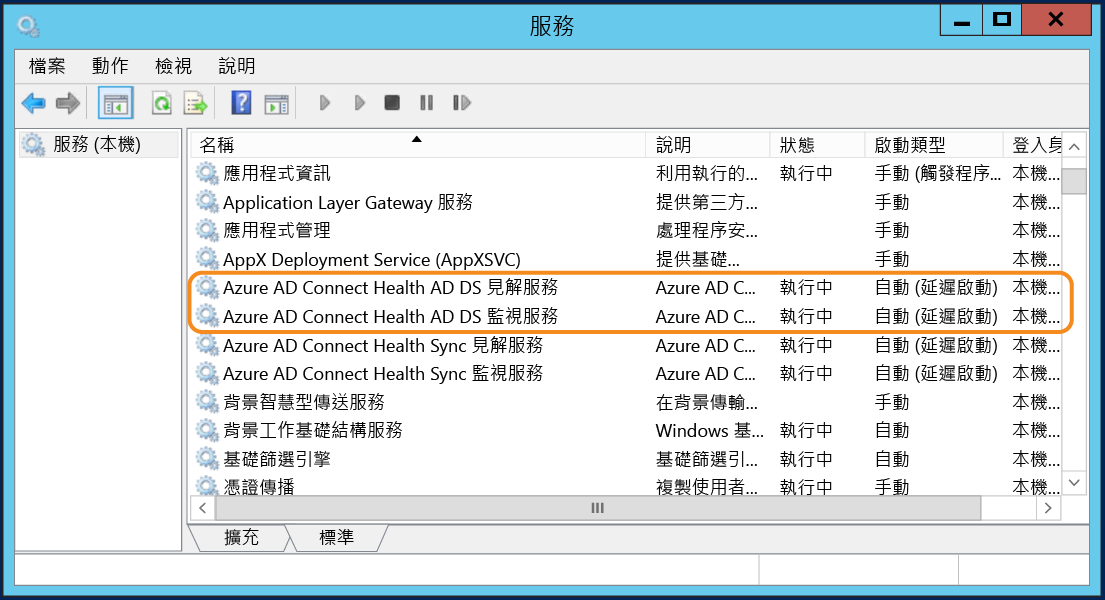 服務
檔案 動作 檢視 說明
服務 (本機)
名稱 說明 狀態 啟動類型 登入身
應用程式資訊 利用執行的... 執行中 手動 (觸發程序... 本機...
Application Layer Gateway 服務 提供第三方... 手動 本機...
應用程式管理 處理程序安... 手動 本機...
AppX Deployment Service (AppXSVC) 提供基礎... 手動 本機...
Azure AD Connect Health AD DS 見解服務 Azure AD C... 執行中 自動 (延遲啟動) 本機...
Azure AD Connect Health AD DS 監視服務 Azure AD C... 執行中 自動 (延遲啟動) 本機...
Azure AD Connect Health Sync 見解服務 Azure AD C... 執行中 自動 (延遲啟動) 本機...
Azure AD Connect Health Sync 監視服務 Azure AD C... 執行中 自動 (延遲啟動) 本機...
背景智慧型傳送服務 在背景傳輸... 手動 本機...
背景工作基礎結構服務 Windows 基... 執行中 自動 本機...
基礎篩選引擎 基礎篩選引... 執行中 自動 本機...
憑證傳播 複製使用者... 執行中 手動 本機...
擴充 標準